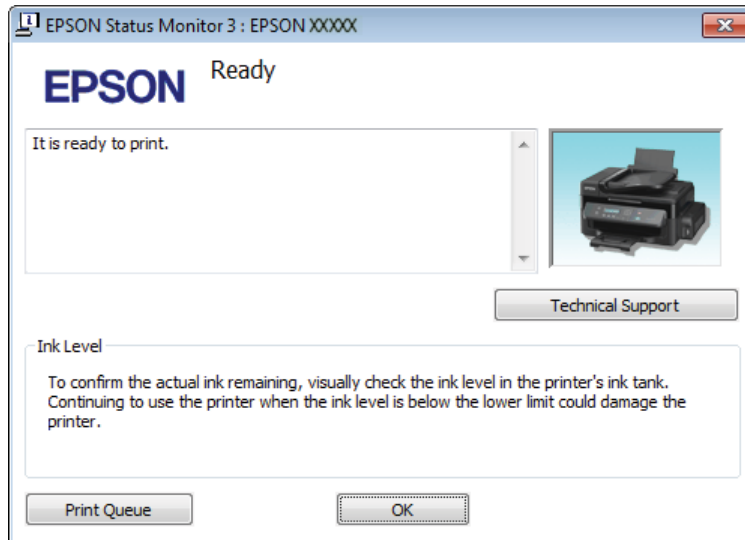 EPSON Status Monitor 3 : EPSON XXXXX
EPSON
Ready
It is ready to print.
Technical Support
Ink Level
To confirm the actual ink remaining, visually check the ink level in the printer's ink tank.
Continuing to use the printer when the ink level is below the lower limit could damage the
printer.
Print Queue
OK